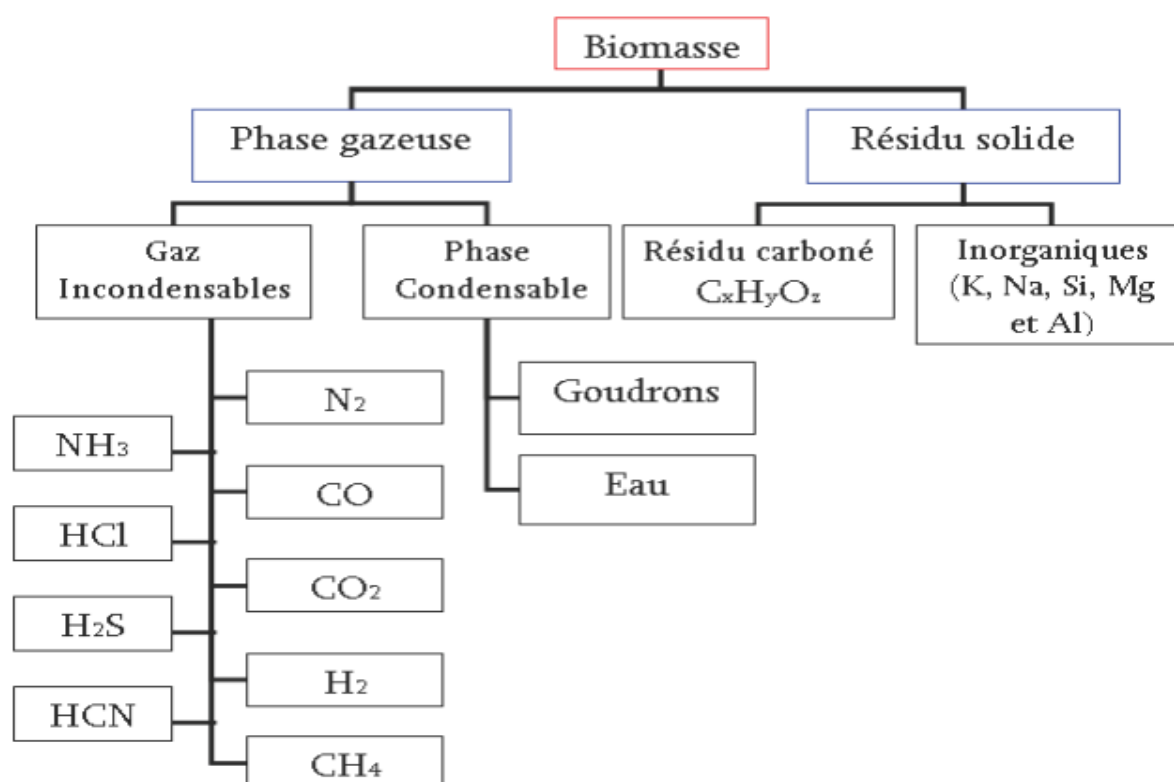 Biomasse
Phase gazeuse
Résidu solide
Gaz
Incondensables
Phase
Condensable
Résidu carboné
CₓHᵧO_z
Inorganiques
(K, Na, Si, Mg
et Al)
N₂
NH₃
CO
HCl
CO₂
H₂S
H₂
HCN
CH₄
Goudrons
Eau